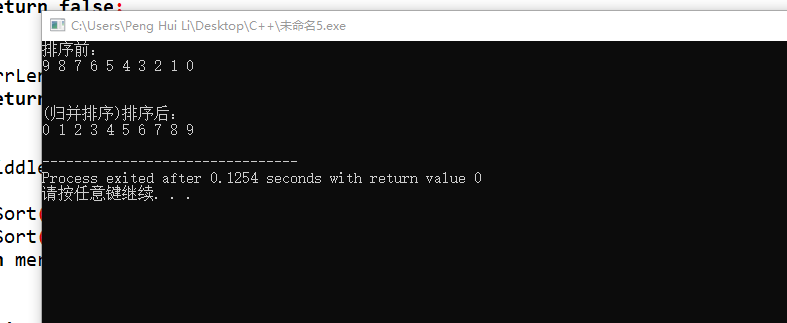 eturn false;
C:\Users\Peng Hui Li\Desktop\C++\未命名5.exe
排序前:
9 8 7 6 5 4 3 2 1 0
rrLen
eturn
(归并排序)排序后:
0 1 2 3 4 5 6 7 8 9
--------------------------------
iddle
Process exited after 0.1254 seconds with return value 0
请按任意键继续. . .
Sort(
Sort(
n mer